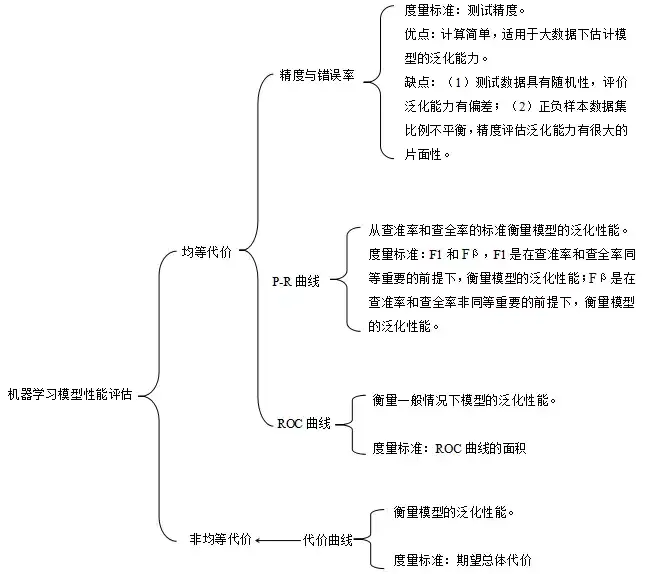 度量标准：测试精度。
优点：计算简单，适用于大数据下估计模
型的泛化能力。
精度与错误率
缺点：（1）测试数据具有随机性，评价
泛化能力有偏差；（2）正负样本数据集
比例不平衡，精度评估泛化能力有很大的
片面性。
均等代价
从查准率和查全率的标准衡量模型的泛化性能。
度量标准：F1 和 Fβ，F1 是在查准率和查全率同
P-R 曲线
等重要的前提下，衡量模型的泛化性能；Fβ是在
查准率和查全率非同等重要的前提下，衡量模型
的泛化性能。
机器学习模型性能评估
衡量一般情况下模型的泛化性能。
ROC 曲线
度量标准：ROC 曲线的面积
衡量模型的泛化性能。
非均等代价
代价曲线
度量标准：期望总体代价